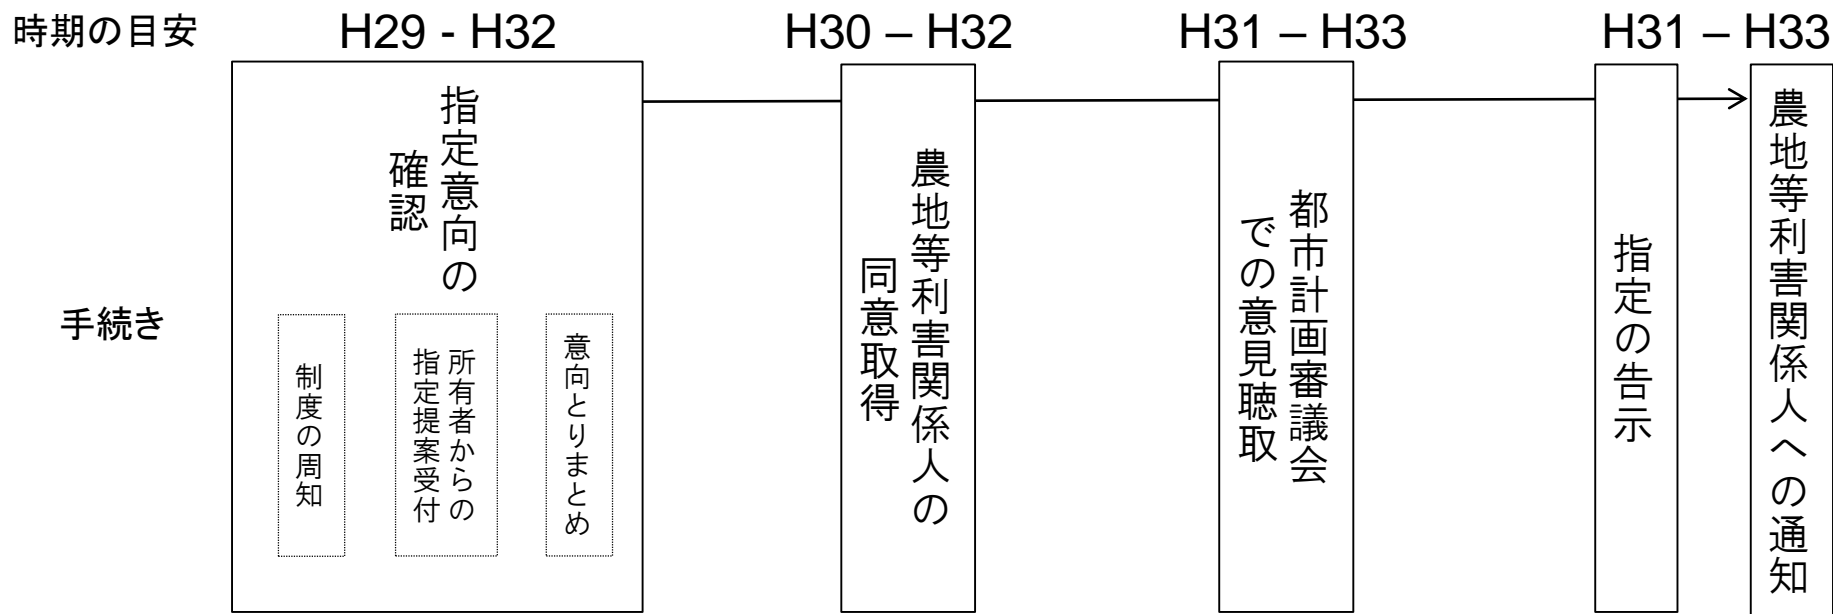 時期の目安
H29 - H32
H30 – H32
H31 – H33
H31 – H33
手続き
指定意向の
確認
制度の周知
所有者からの
指定提案受付
意向とりまとめ
農地等利害関係人の
同意取得
都市計画審議会
での意見聴取
指定の告示
農地等利害関係人への通知